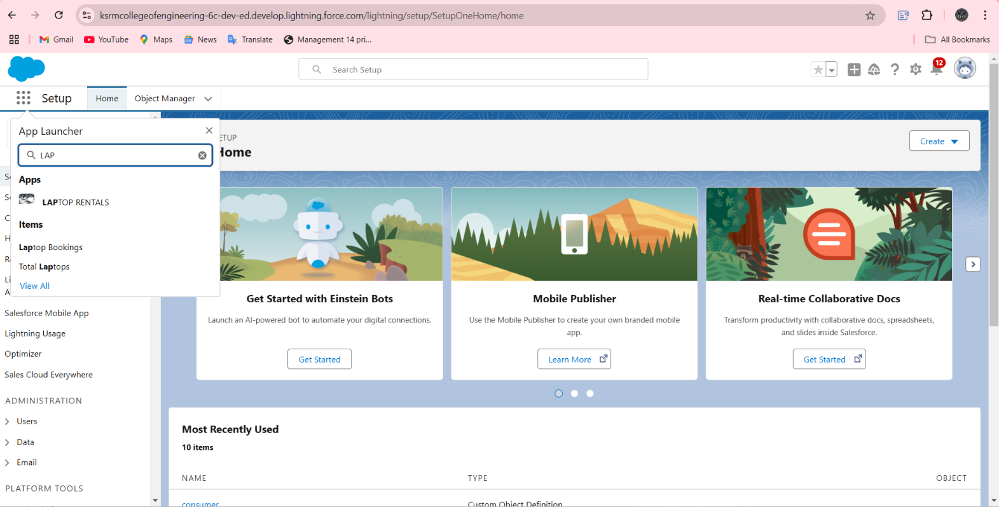 ksrmcollegeofengineering-6c-dev-ed.develop.lightning.force.com/lightning/setup/SetupOneHome/home
Gmail
YouTube
Maps
News
Translate
Management 14 pri...
All Bookmarks
Search Setup
12
Setup
Home
Object Manager
App Launcher
LAP
Apps
LAPTOP RENTALS
Items
Laptop Bookings
Total Laptops
View All
ETUP
Home
Create
Salesforce Mobile App
Lightning Usage
Optimizer
Sales Cloud Everywhere
ADMINISTRATION
Users
Data
Email
PLATFORM TOOLS
Get Started with Einstein Bots
Launch an AI-powered bot to automate your digital connections.
Get Started
Mobile Publisher
Use the Mobile Publisher to create your own branded mobile
app.
Learn More
Real-time Collaborative Docs
Transform productivity with collaborative docs, spreadsheets,
and slides inside Salesforce.
Get Started
Most Recently Used
10 items
NAME
TYPE
OBJECT
consumer
Custom Object Definition